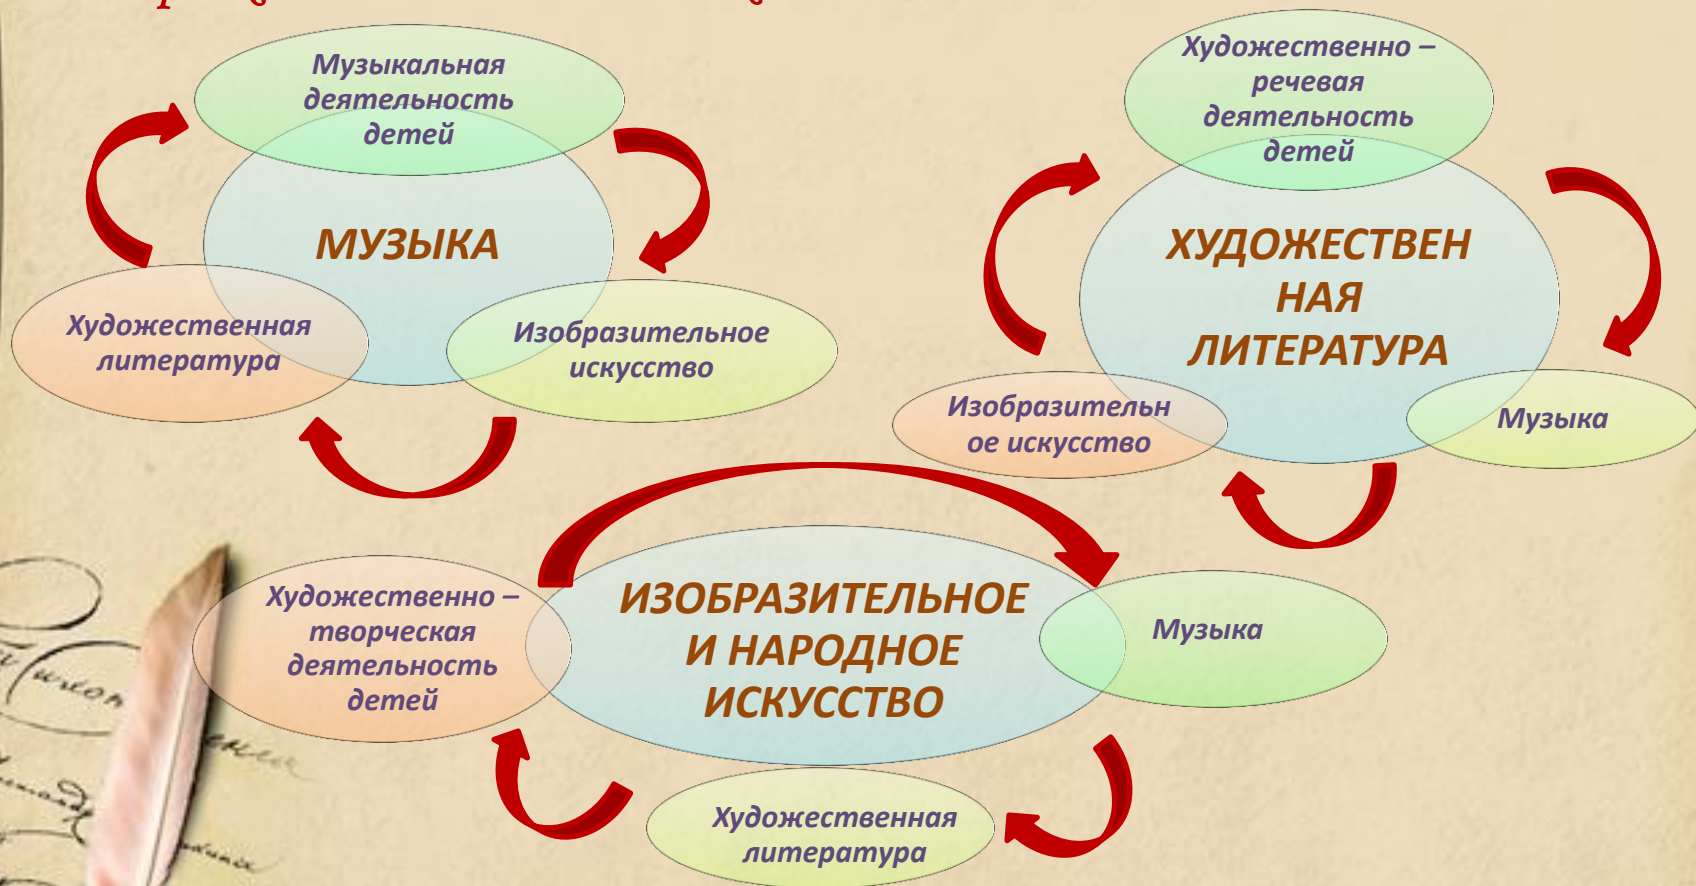 Музыкальная
деятельность
детей
МУЗЫКА
Художественная
литература
Изобразительное
искусство
Художественно –
речевая
деятельность
детей
ХУДОЖЕСТВЕН
НАЯ
ЛИТЕРАТУРА
Изобразительн
ое искусство
Музыка
Художественно –
творческая
деятельность
детей
ИЗОБРАЗИТЕЛЬНОЕ
И НАРОДНОЕ
ИСКУССТВО
Музыка
Художественная
литература